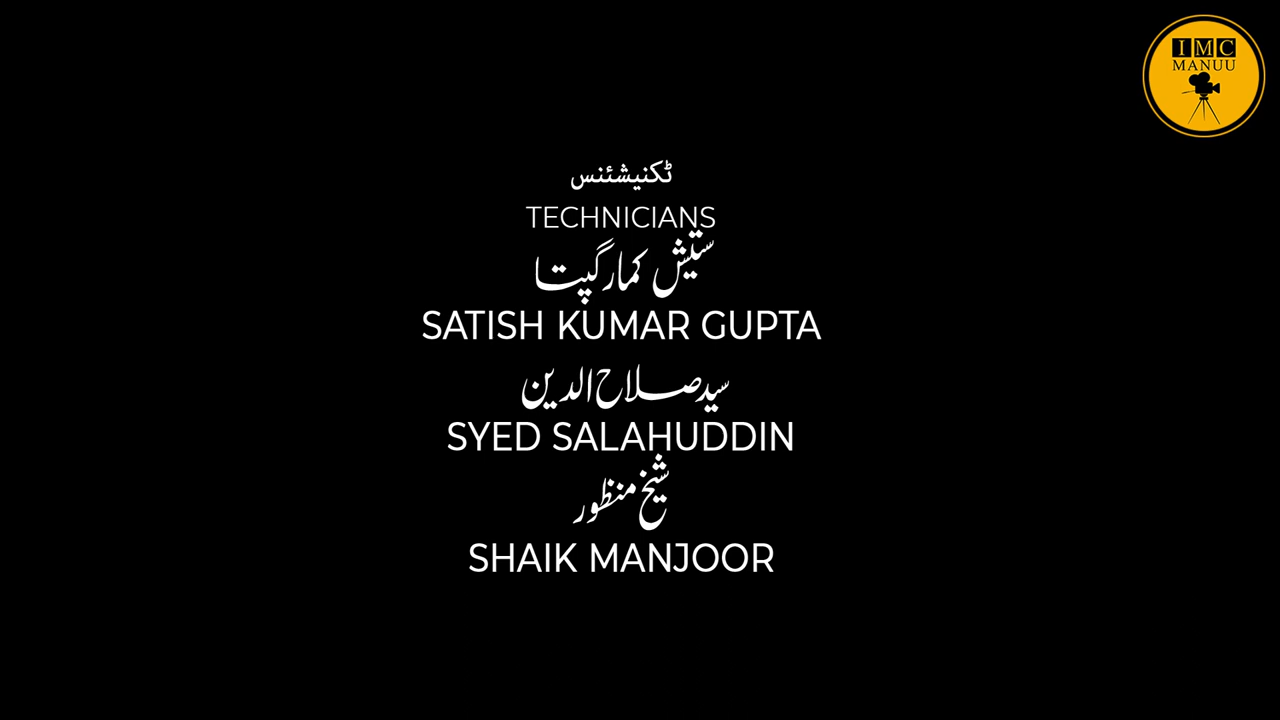 IMC
MANUU
ٹکنیشئنس
TECHNICIANS
ستیش کمار گپتا
SATISH KUMAR GUPTA
سید صلاح الدین
SYED SALAHUDDIN
شیخ منظور
SHAIK MANJOOR